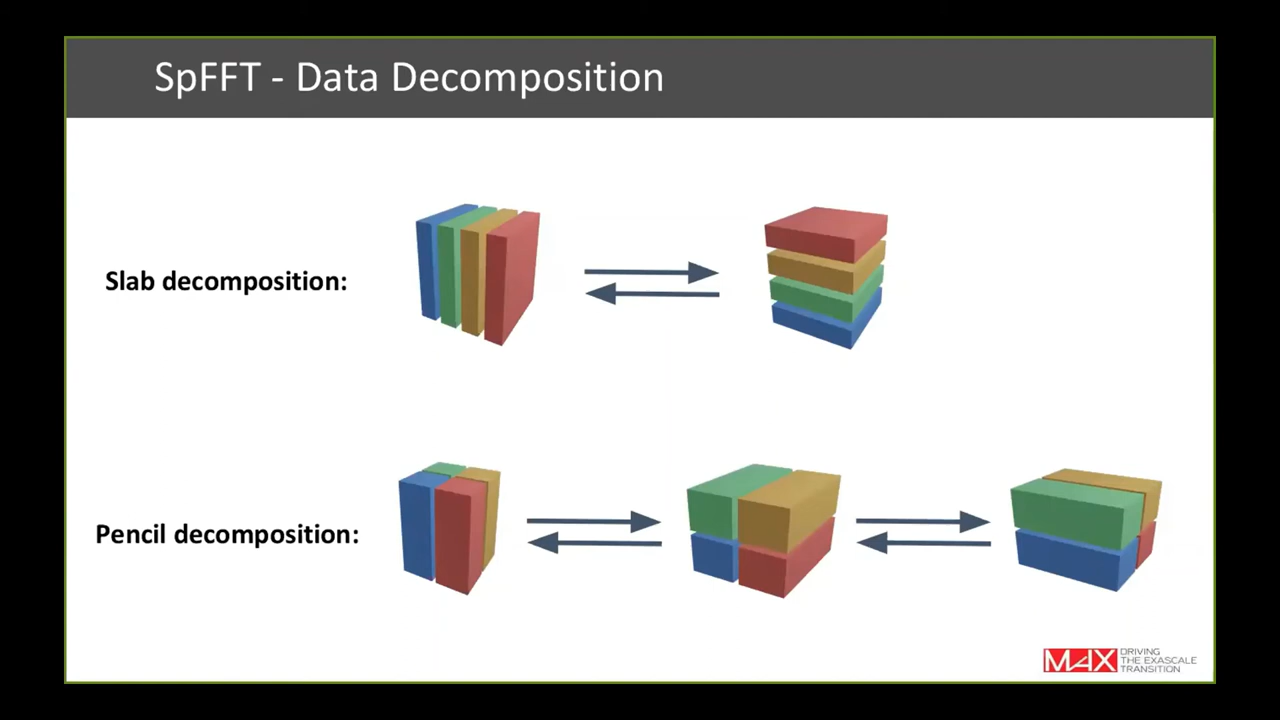 SpFFT - Data Decomposition
Slab decomposition:
Pencil decomposition:
MAX
DRIVING
THE EXASCALE
TRANSITION